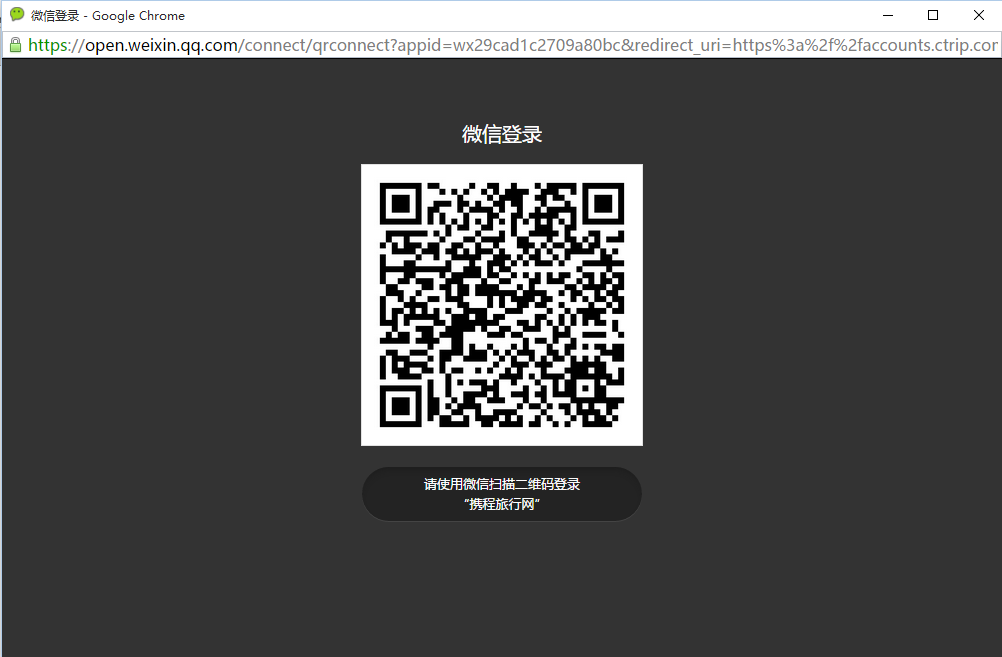 微信登录 - Google Chrome
https://open.weixin.qq.com/connect/qrconnect?appid=wx29cad1c2709a80bc&redirect_uri=https%3a%2f%2faccounts.ctrip.cor
微信登录
请使用微信扫描二维码登录
“携程旅行网”